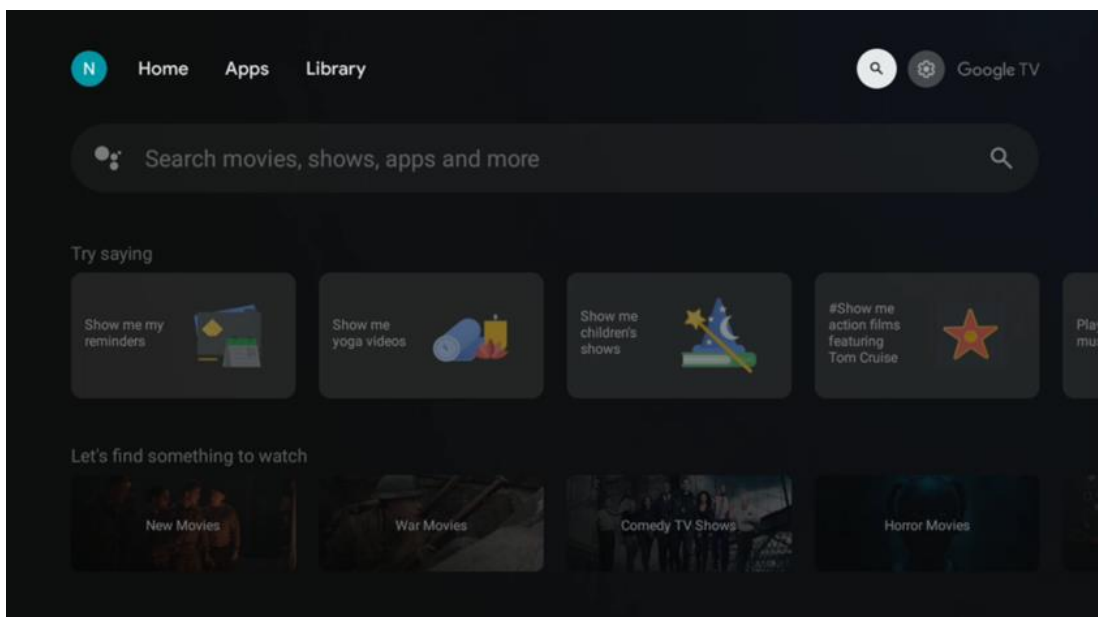 N Home Apps Library Google TV
Search movies, shows, apps and more
Try saying
Show me my
reminders
Show me
yoga videos
Show me
children's
shows
#Show me
action films
featuring
Tom Cruise
Let's find something to watch
New Movies
War Movies
Comedy TV Shows
Horror Movies